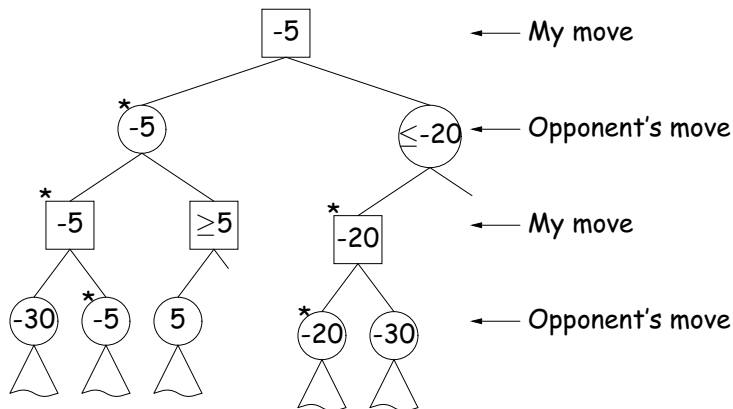 -5 My move
* -5 ≤-20 Opponent's move
* -5 ≥5 * -20 My move
-30 * -5 5 * -20 -30 Opponent's move